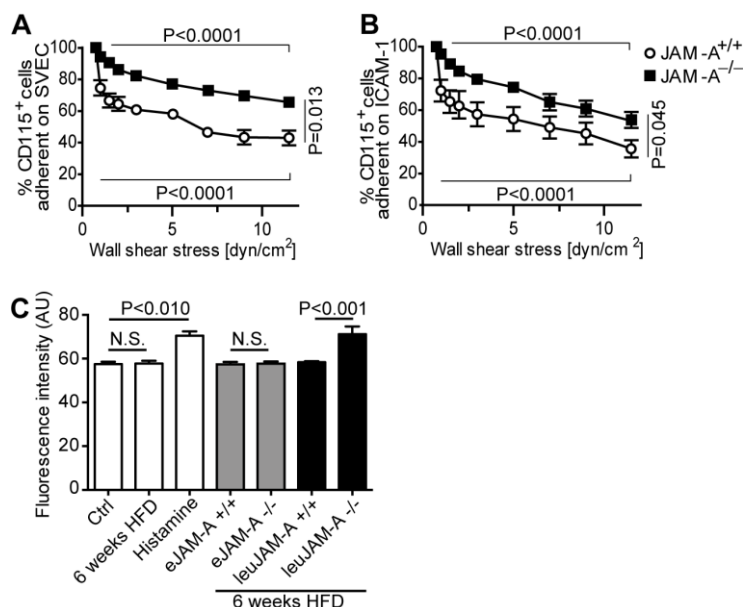 A
P<0.0001
% CD115+ cells
adherent on SVEC
100
80
60
40
20
0
0 5 10
Wall shear stress [dyn/cm²]
P=0.013
P<0.0001
B
P<0.0001
% CD115+ cells
adherent on ICAM-1
100
80
60
40
20
0
0 5 10
Wall shear stress [dyn/cm²]
P=0.045
P<0.0001
JAM-A+/+
JAM-A−/−
C
Fluorescence intensity (AU)
80
60
40
20
0
P<0.010
N.S.
N.S.
P<0.001
Ctrl
6 weeks HFD
Histamine
eJAM-A +/+
eJAM-A -/-
leuJAM-A +/+
leuJAM-A -/-
6 weeks HFD